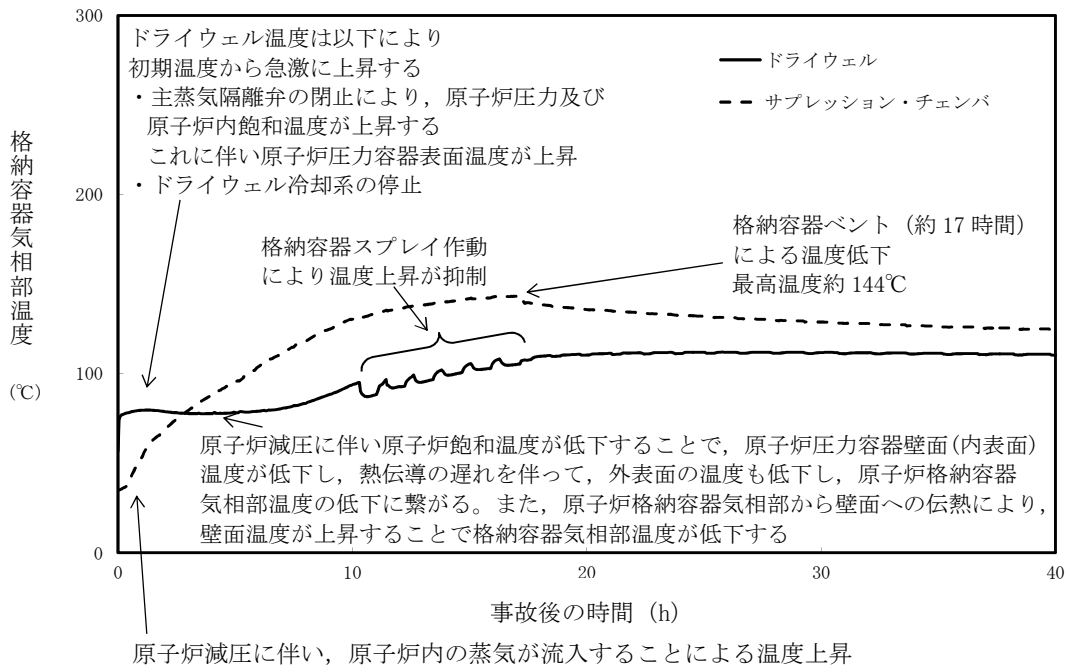 300
ドライウェル温度は以下により
初期温度から急激に上昇する
・主蒸気隔離弁の閉止により，原子炉圧力及び
原子炉内飽和温度が上昇する
これに伴い原子炉圧力容器表面温度が上昇
・ドライウェル冷却系の停止
ドライウェル
サプレッション・チェンバ
格納容器気相部温度
(℃)
200
格納容器スプレイ作動
により温度上昇が抑制
格納容器ベント（約 17 時間）
による温度低下
最高温度約 144℃
100
原子炉減圧に伴い原子炉飽和温度が低下することで，原子炉圧力容器壁面(内表面)
温度が低下し，熱伝導の遅れを伴って，外表面の温度も低下し，原子炉格納容器
気相部温度の低下に繋がる。また，原子炉格納容器気相部から壁面への伝熱により，
壁面温度が上昇することで格納容器気相部温度が低下する
0
0 10 20 30 40
事故後の時間（h）
原子炉減圧に伴い，原子炉内の蒸気が流入することによる温度上昇